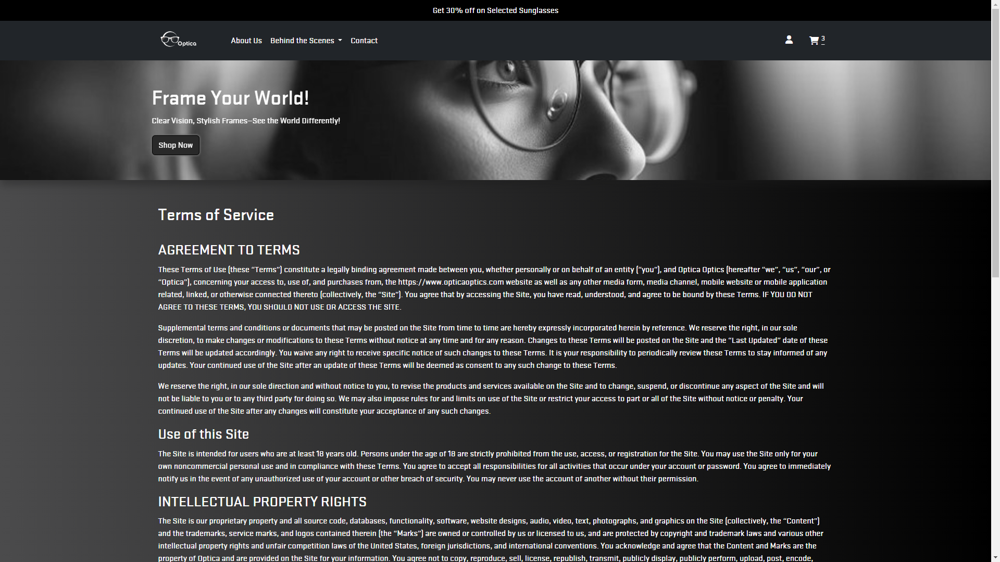 Get 30% off on Selected Sunglasses
Optica
About Us
Behind the Scenes
Contact
3
Frame Your World!
Clear Vision, Stylish Frames—See the World Differently!
Shop Now
Terms of Service
AGREEMENT TO TERMS
These Terms of Use (these “Terms”) constitute a legally binding agreement made between you, whether personally or on behalf of an entity (“you”), and Optica Optics (hereafter “we”, “us”, “our”, or
“Optica”), concerning your access to, use of, and purchases from, the https://www.opticaoptics.com website as well as any other media form, media channel, mobile website or mobile application
related, linked, or otherwise connected thereto (collectively, the “Site”). You agree that by accessing the Site, you have read, understood, and agree to be bound by these Terms. IF YOU DO NOT
AGREE TO THESE TERMS, YOU SHOULD NOT USE OR ACCESS THE SITE.
Supplemental terms and conditions or documents that may be posted on the Site from time to time are hereby expressly incorporated herein by reference. We reserve the right, in our sole
discretion, to make changes or modifications to these Terms without notice at any time and for any reason. Changes to these Terms will be posted on the Site and the “Last Updated” date of these
Terms will be updated accordingly. You waive any right to receive specific notice of such changes to these Terms. It is your responsibility to periodically review these Terms to stay informed of any
updates. Your continued use of the Site after an update of these Terms will be deemed as consent to any such change to these Terms.
We reserve the right, in our sole direction and without notice to you, to revise the products and services available on the Site and to change, suspend, or discontinue any aspect of the Site and will
not be liable to you or to any third party for doing so. We may also impose rules for and limits on use of the Site or restrict your access to part or all of the Site without notice or penalty. Your
continued use of the Site after any changes will constitute your acceptance of any such changes.
Use of this Site
The Site is intended for users who are at least 18 years old. Persons under the age of 18 are strictly prohibited from the use, access, or registration for the Site. You may use the Site only for your
own noncommercial personal use and in compliance with these Terms. You agree to accept all responsibilities for all activities that occur under your account or password. You agree to immediately
notify us in the event of any unauthorized use of your account or other breach of security. You may never use the account of another without their permission.
INTELLECTUAL PROPERTY RIGHTS
The Site is our proprietary property and all source code, databases, functionality, software, website designs, audio, video, text, photographs, and graphics on the Site (collectively, the “Content”)
and the trademarks, service marks, and logos contained therein (the “Marks”) are owned or controlled by us or licensed to us, and are protected by copyright and trademark laws and various other
intellectual property rights and unfair competition laws of the United States, foreign jurisdictions, and international conventions. You acknowledge and agree that the Content and Marks are the
property of Optica and are provided on the Site for your information. You agree not to copy, reproduce, sell, license, republish, transmit, publicly display, publicly perform, upload, post, encode,